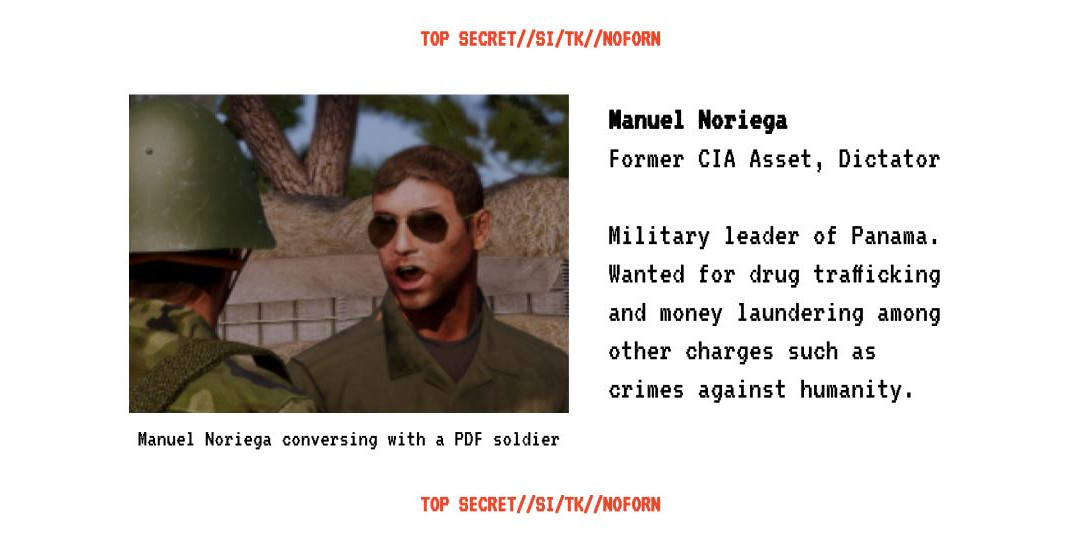 TOP SECRET//SI/TK//NOFORN
Manuel Noriega
Former CIA Asset, Dictator
Military leader of Panama.
Wanted for drug trafficking
and money laundering among
other charges such as
crimes against humanity.
Manuel Noriega conversing with a PDF soldier
TOP SECRET//SI/TK//NOFORN